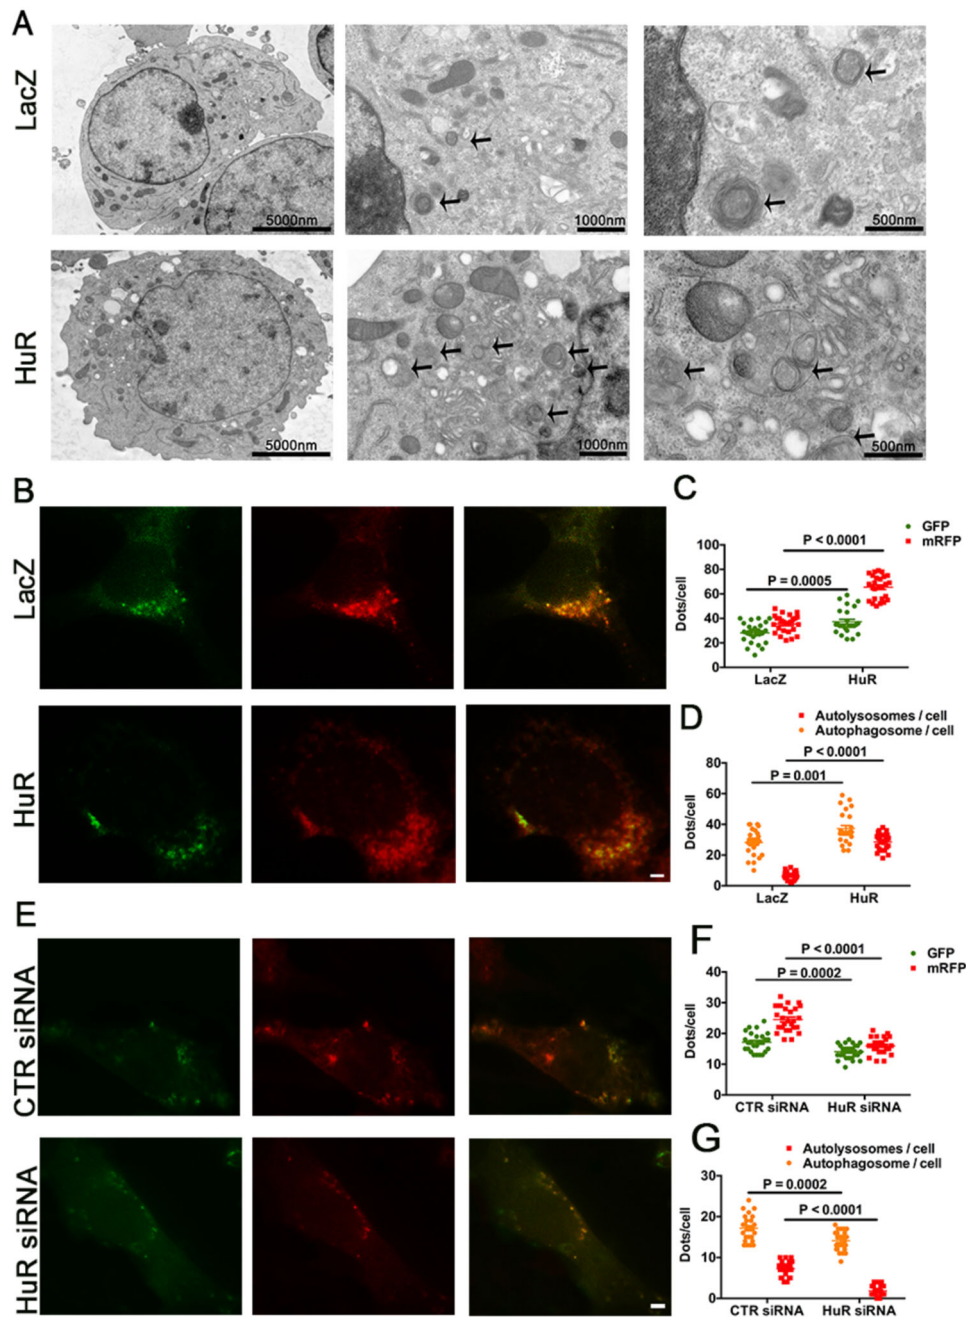 A
LacZ
5000nm
1000nm
500nm
HuR
5000nm
1000nm
500nm
B
LacZ
HuR
C
GFP
mRFP
P < 0.0001
P = 0.0005
Dots/cell
100
80
60
40
20
0
LacZ
HuR
D
Autolysosomes / cell
Autophagosome / cell
P < 0.0001
P = 0.001
Dots/cell
80
60
40
20
0
LacZ
HuR
E
CTR siRNA
HuR siRNA
F
GFP
mRFP
P < 0.0001
P = 0.0002
Dots/cell
40
30
20
10
0
CTR siRNA
HuR siRNA
G
Autolysosomes / cell
Autophagosome / cell
P = 0.0002
P < 0.0001
Dots/cell
30
20
10
0
CTR siRNA
HuR siRNA